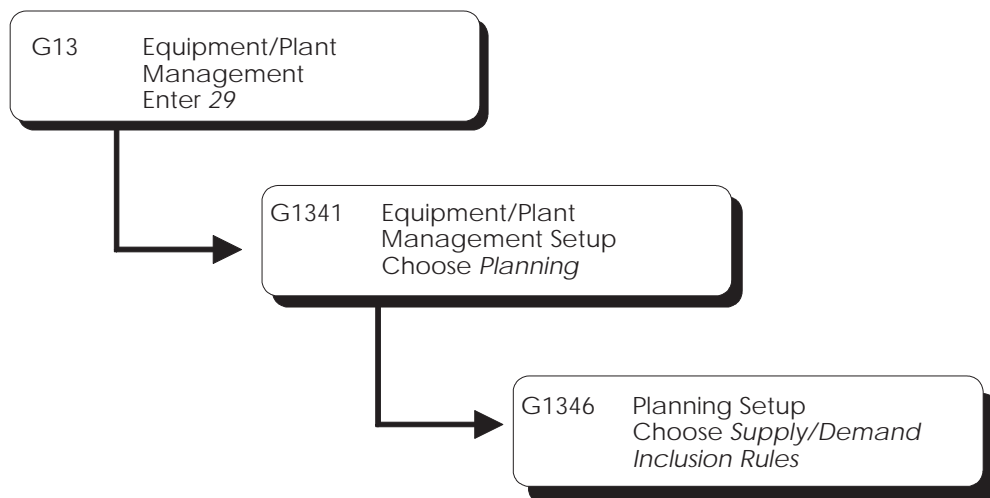 G13 Equipment/Plant
Management
Enter 29
G1341 Equipment/Plant
Management Setup
Choose Planning
G1346 Planning Setup
Choose Supply/Demand
Inclusion Rules